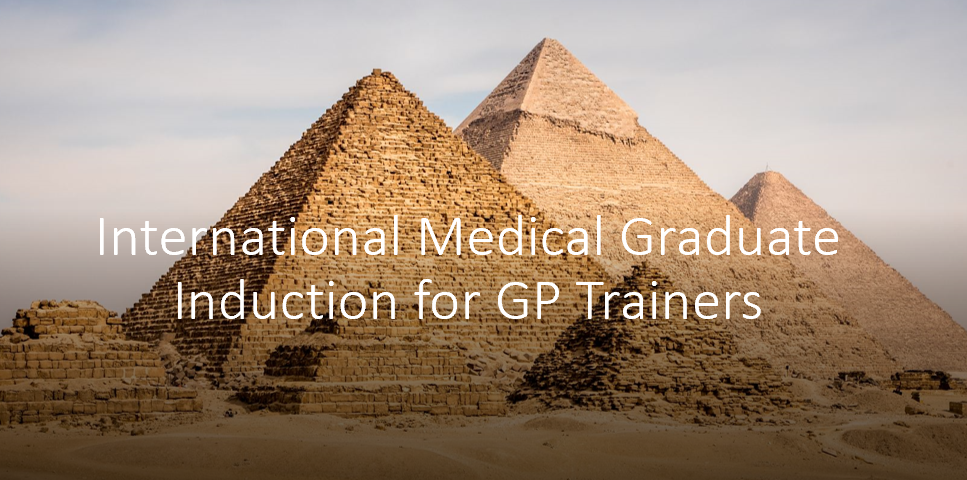 International Medical Graduate
Induction for GP Trainers